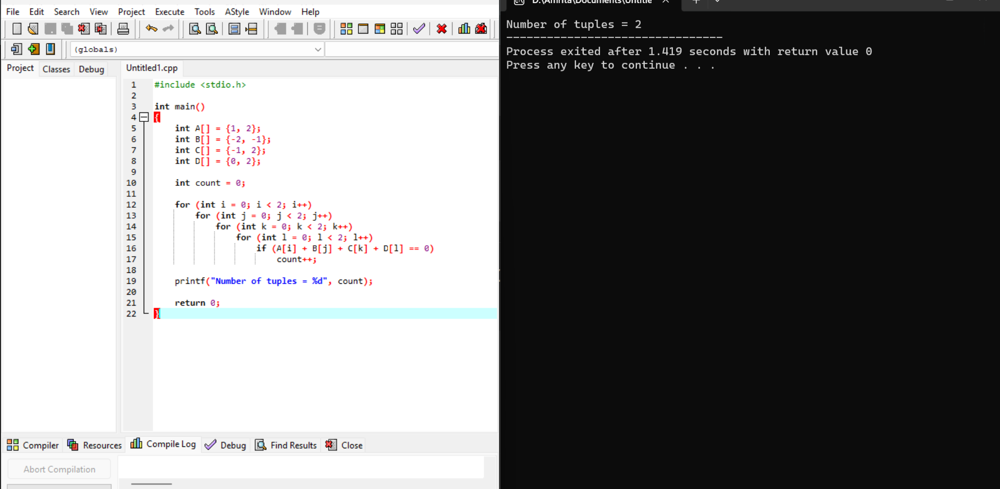 File Edit Search View Project Execute Tools AStyle Window Help
(globals)
Project Classes Debug
Untitled1.cpp
1 #include <stdio.h>
2
3 int main()
4 {
5 int A[] = {1, 2};
6 int B[] = {-2, -1};
7 int C[] = {-1, 2};
8 int D[] = {0, 2};
9
10 int count = 0;
11
12 for (int i = 0; i < 2; i++)
13 for (int j = 0; j < 2; j++)
14 for (int k = 0; k < 2; k++)
15 for (int l = 0; l < 2; l++)
16 if (A[i] + B[j] + C[k] + D[l] == 0)
17 count++;
18
19 printf("Number of tuples = %d", count);
20
21 return 0;
22 }
Compiler Resources Compile Log Debug Find Results Close
Abort Compilation
D:\Amrita\Documents\Untitle
Number of tuples = 2
--------------------------------
Process exited after 1.419 seconds with return value 0
Press any key to continue . . .